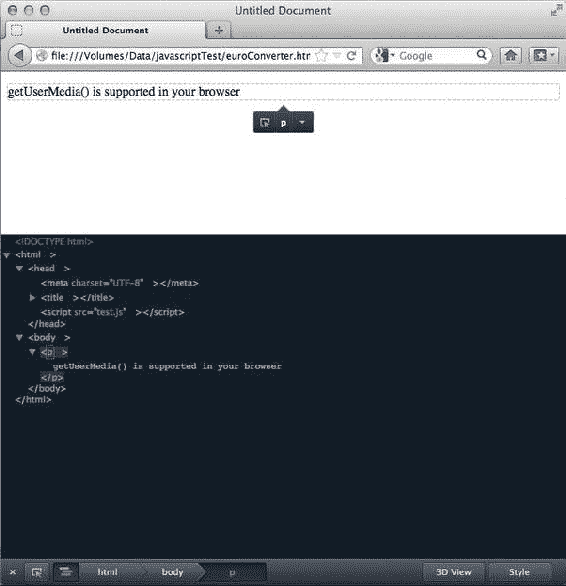 Untitled Document
Untitled Document
file:///Volumes/Data/javascriptTest/euroConverter.htm
Google
getUserMedia() is supported in your browser
p
<!DOCTYPE html>
<html >
<head >
<meta charset="UTF-8" ></meta>
<title ></title>
<script src="test.js" ></script>
</head>
<body >
<p >
getUserMedia() is supported in your browser
</p>
</body>
</html>
html body p 3D View Style